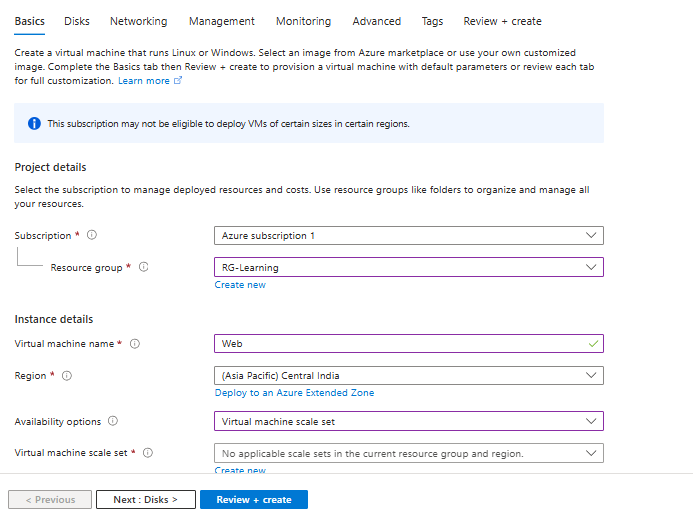 Basics Disks Networking Management Monitoring Advanced Tags Review + create
Create a virtual machine that runs Linux or Windows. Select an image from Azure marketplace or use your own customized
image. Complete the Basics tab then Review + create to provision a virtual machine with default parameters or review each tab
for full customization. Learn more
This subscription may not be eligible to deploy VMs of certain sizes in certain regions.
Project details
Select the subscription to manage deployed resources and costs. Use resource groups like folders to organize and manage all
your resources.
Subscription * Azure subscription 1
Resource group * RG-Learning
Create new
Instance details
Virtual machine name * Web
Region * (Asia Pacific) Central India
Deploy to an Azure Extended Zone
Availability options Virtual machine scale set
Virtual machine scale set * No applicable scale sets in the current resource group and region.
Create new
< Previous Next : Disks > Review + create